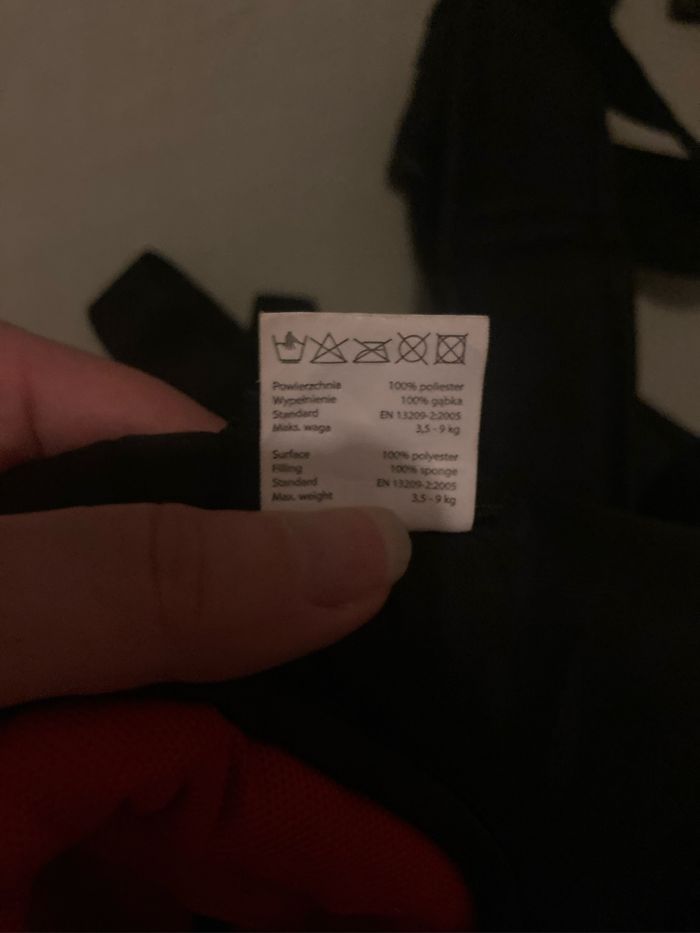 Powierzchnia 100% poliester
Wypełnienie 100% gąbka
Standard EN 13209-2:2005
Maks. waga 3,5 - 9 kg
Surface 100% polyester
Filling 100% sponge
Standard EN 13209-2:2005
Max. weight 3,5 - 9 kg